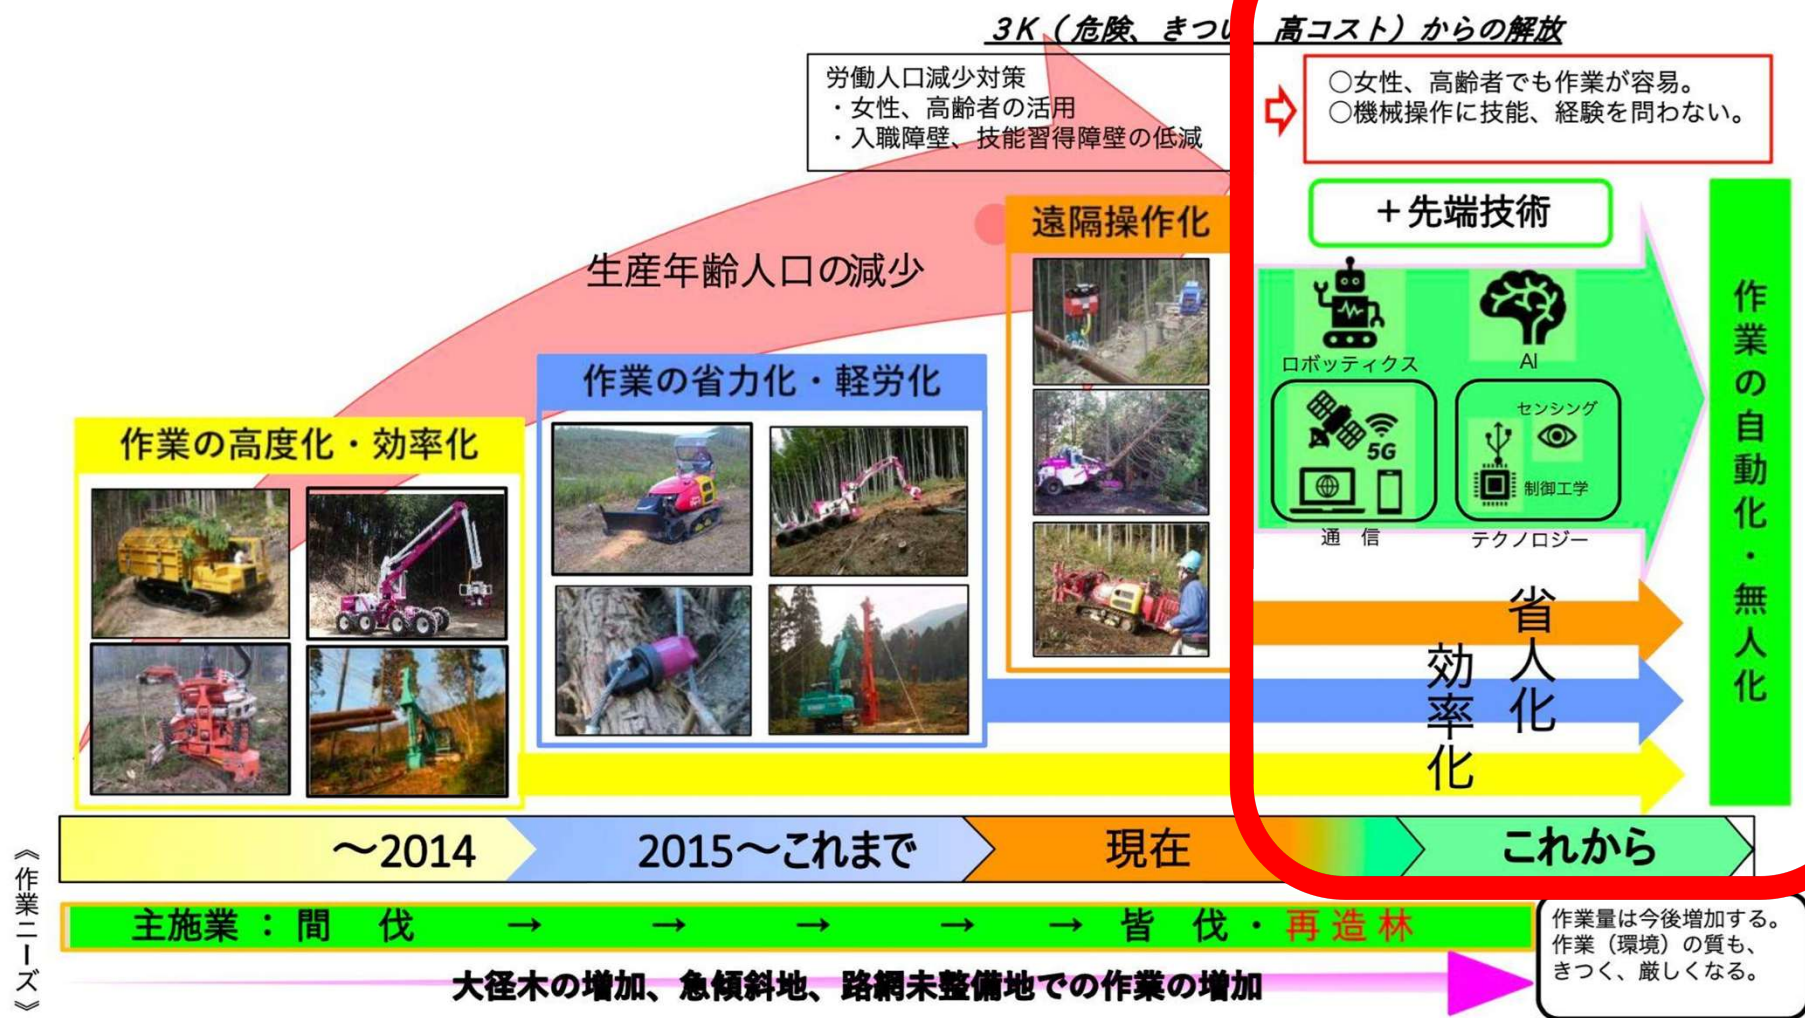 3K（危険、きつい 高コスト）からの解放
労働人口減少対策
・女性、高齢者の活用
・入職障壁、技能習得障壁の低減
○女性、高齢者でも作業が容易。
○機械操作に技能、経験を問わない。
＋先端技術
遠隔操作化
生産年齢人口の減少
作業の省力化・軽労化
作業の高度化・効率化
ロボッティクス
AI
5G
通 信
センシング
制御工学
テクノロジー
作業の自動化・無人化
省人化
効率化
～2014
2015～これまで
現在
これから
《作業ニーズ》
主施業：間 伐 → → → → → 皆 伐・再造林
大径木の増加、急傾斜地、路網未整備地での作業の増加
作業量は今後増加する。
作業（環境）の質も、
きつく、厳しくなる。